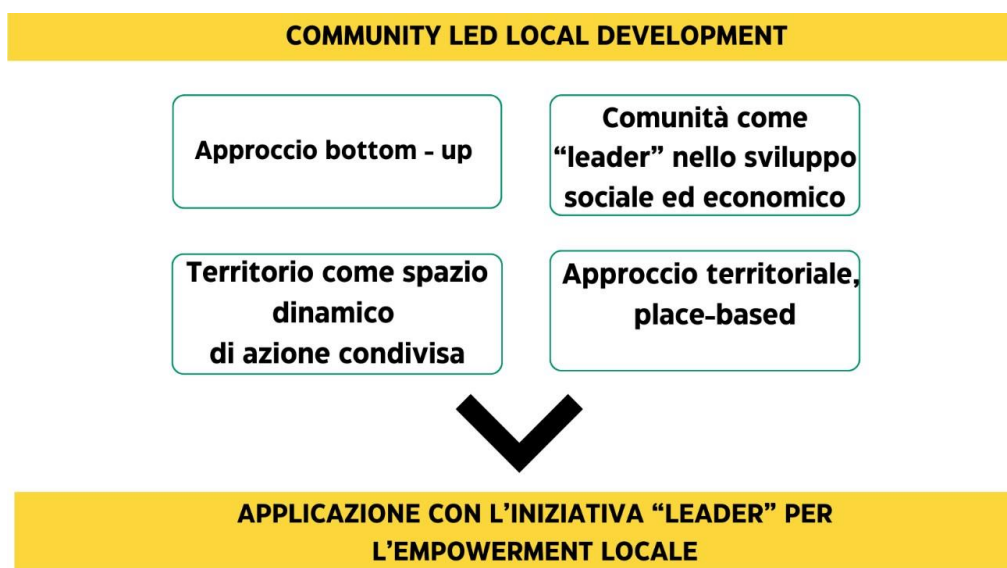 COMMUNITY LED LOCAL DEVELOPMENT
Approccio bottom - up
Comunità come
“leader” nello sviluppo
sociale ed economico
Territorio come spazio
dinamico
di azione condivisa
Approccio territoriale,
place-based
APPLICAZIONE CON L’INIZIATIVA “LEADER” PER
L’EMPOWERMENT LOCALE